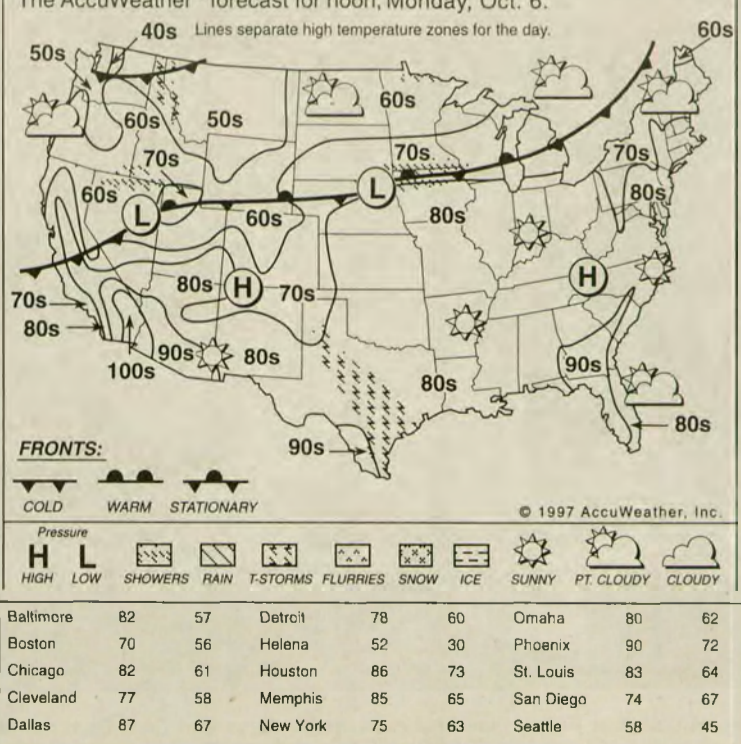 The AccuWeather® forecast for noon, Monday, Oct. 6.
Lines separate high temperature zones for the day.
40s
60s
50s
60s
60s
50s
70s
70s
70s
60s
80s
L
L
60s
80s
H
80s
H
70s
70s
80s
90s
80s
90s
100s
80s
80s
90s
FRONTS:
COLD WARM STATIONARY
© 1997 AccuWeather, Inc.
Pressure
H L
HIGH LOW SHOWERS RAIN T-STORMS FLURRIES SNOW ICE SUNNY PT. CLOUDY CLOUDY
Baltimore 82 57 Detroit 78 60 Omaha 80 62
Boston 70 56 Helena 52 30 Phoenix 90 72
Chicago 82 61 Houston 86 73 St. Louis 83 64
Cleveland 77 58 Memphis 85 65 San Diego 74 67
Dallas 87 67 New York 75 63 Seattle 58 45